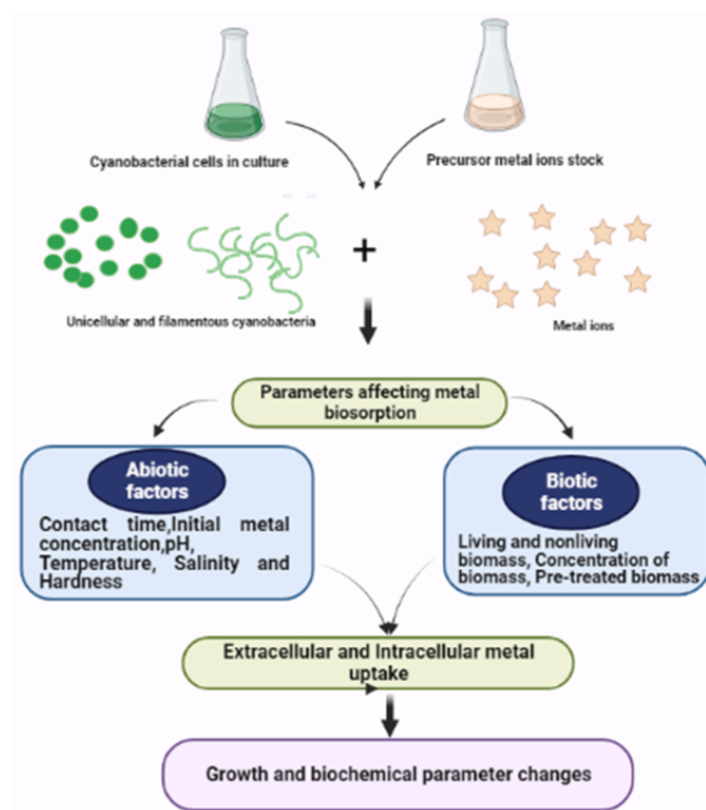 Cyanobacterial cells in culture
Precursor metal ions stock
+
Unicellular and filamentous cyanobacteria
Metal ions
Parameters affecting metal
biosorption
Abiotic
factors
Contact time,Initial metal
concentration,pH,
Temperature, Salinity and
Hardness
Biotic
factors
Living and nonliving
biomass, Concentration of
biomass, Pre-treated biomass
Extracellular and Intracellular metal
uptake
Growth and biochemical parameter changes